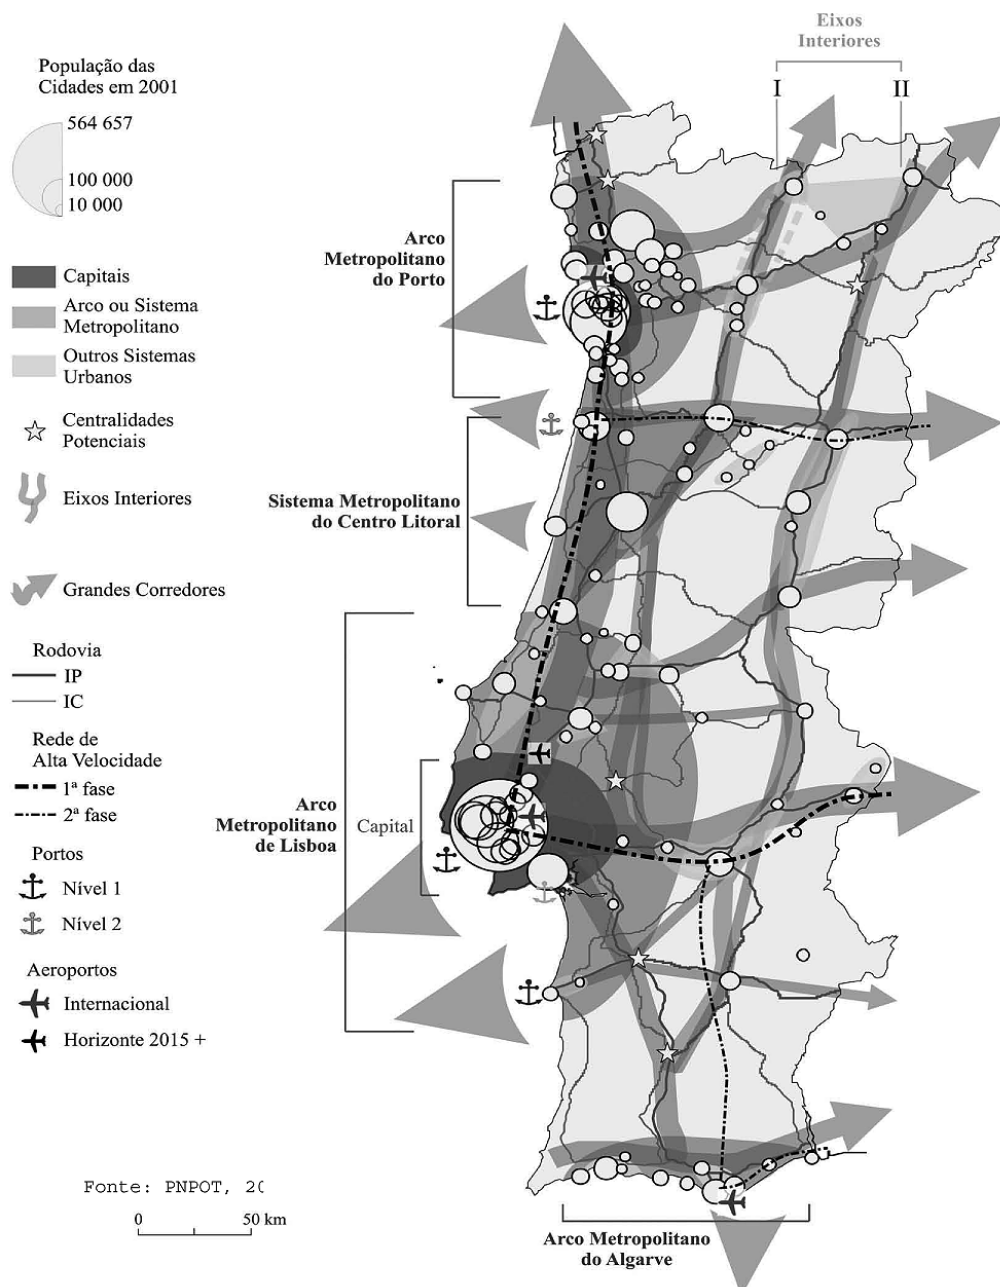 Eixos
Interiores
I II
População das
Cidades em 2001
564 657
100 000
10 000
Capitais
Arco ou Sistema
Metropolitano
Outros Sistemas
Urbanos
Centralidades
Potenciais
Eixos Interiores
Grandes Corredores
Rodovia
IP
IC
Rede de
Alta Velocidade
1ª fase
2ª fase
Portos
Nível 1
Nível 2
Aeroportos
Internacional
Horizonte 2015 +
Arco
Metropolitano
do Porto
Sistema Metropolitano
do Centro Litoral
Arco
Metropolitano
de Lisboa
Capital
Arco Metropolitano
do Algarve
Fonte: PNPOT,
0 50 km